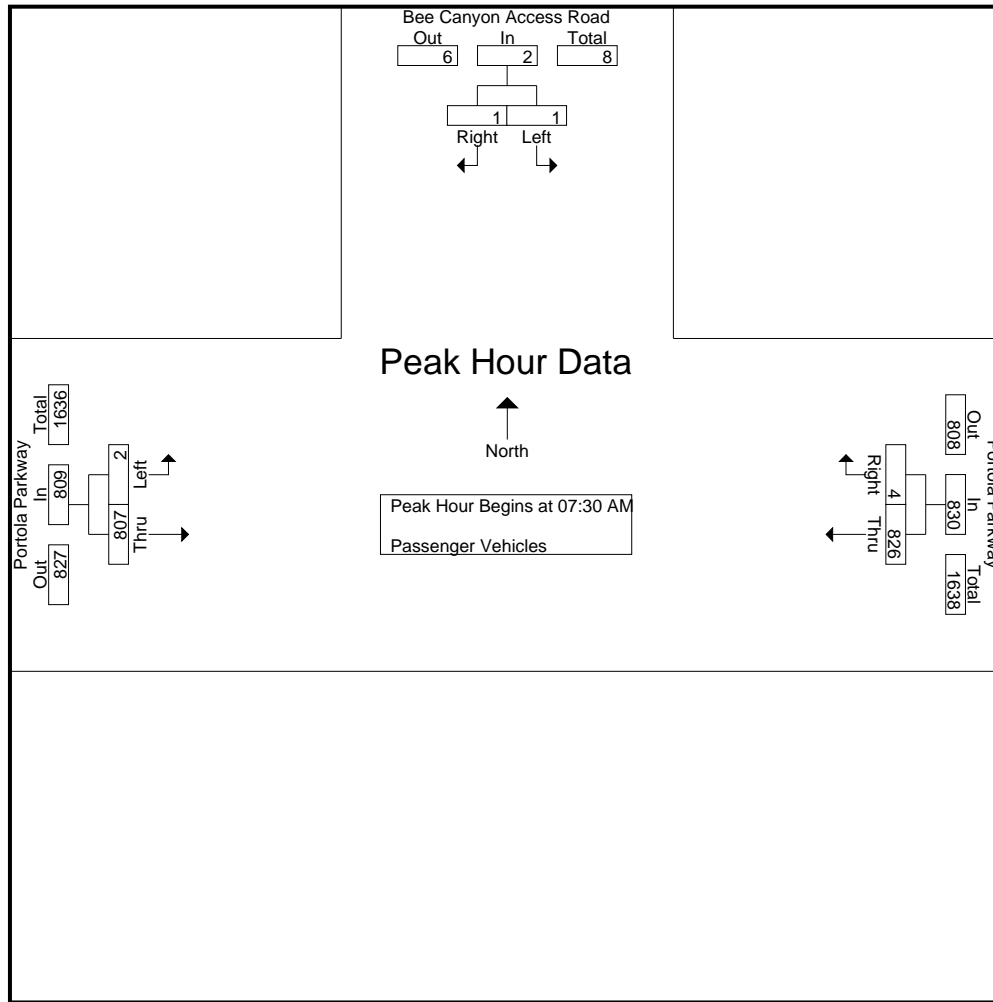 Bee Canyon Access Road
Out In Total
6 2 8
1 1
Right Left
Peak Hour Data
North
Peak Hour Begins at 07:30 AM
Passenger Vehicles
Portola Parkway
Total In Out
1636 809 827
2 807
Left Thru
Portola Parkway
Out In Total
808 830 1638
4 826
Right Thru